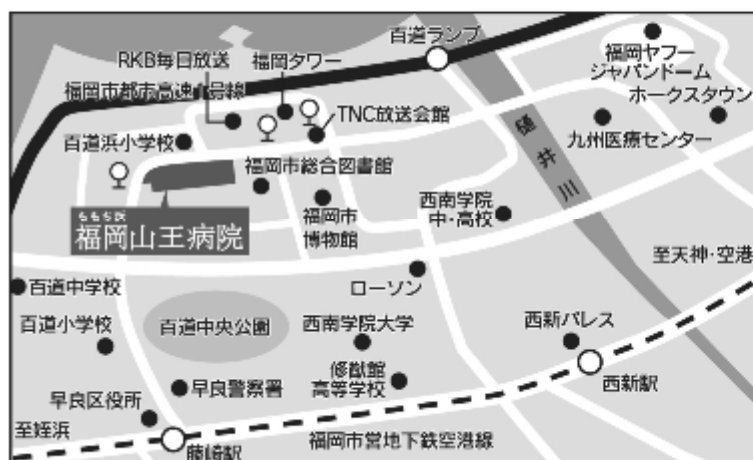 百道ランプ
RKB毎日放送
福岡タワー
福岡ヤフー
ジャパンドーム
ホークスタウン
福岡市都市高速1号線
TNC放送会館
九州医療センター
百道浜小学校
樋井川
福岡市総合図書館
西南学院
中・高校
ももち浜
福岡山王病院
福岡市
博物館
至天神・空港
百道中学校
ローソン
百道小学校
百道中央公園
西南学院大学
西新パレス
修猷館
高等学校
早良警察署
西新駅
早良区役所
至姪浜
藤崎駅
福岡市営地下鉄空港線